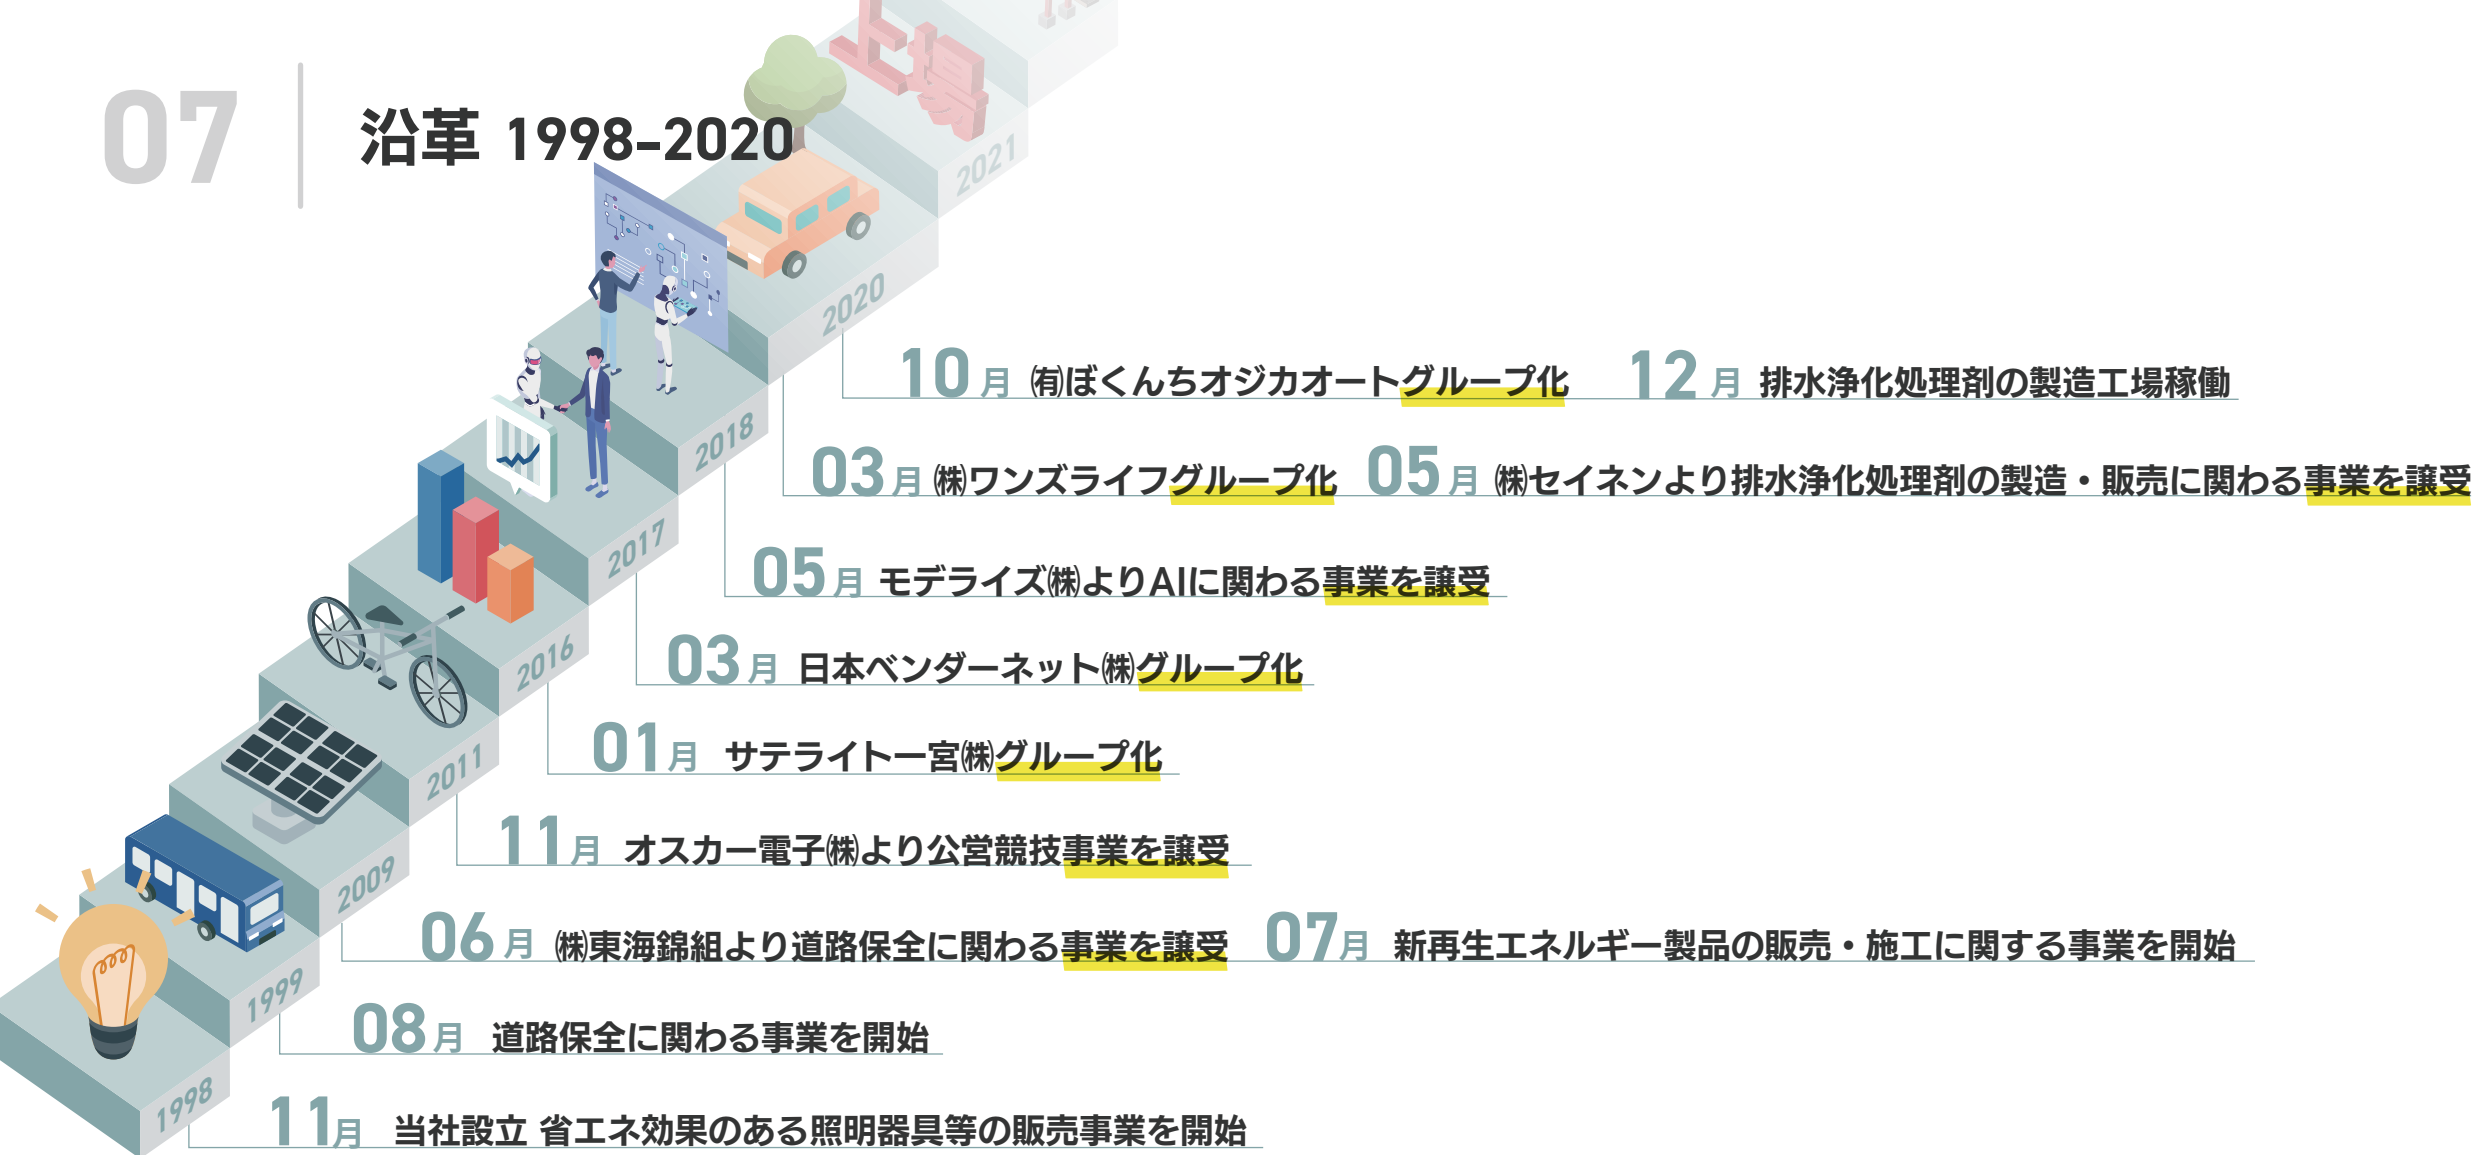 07
沿革 1998-2020
上場
2021
2020
10月 ㈲ぼくんちオジカオートグループ化 12月 排水浄化処理剤の製造工場稼働
2018
03月 ㈱ワンズライフグループ化 05月 ㈱セイネンより排水浄化処理剤の製造・販売に関わる事業を譲受
05月 モデライズ㈱よりAIに関わる事業を譲受
2017
03月 日本ベンダーネット㈱グループ化
2016
01月 サテライト一宮㈱グループ化
2011
11月 オスカー電子㈱より公営競技事業を譲受
2009
06月 ㈱東海錦組より道路保全に関わる事業を譲受 07月 新再生エネルギー製品の販売・施工に関する事業を開始
1999
08月 道路保全に関わる事業を開始
1998
11月 当社設立 省エネ効果のある照明器具等の販売事業を開始